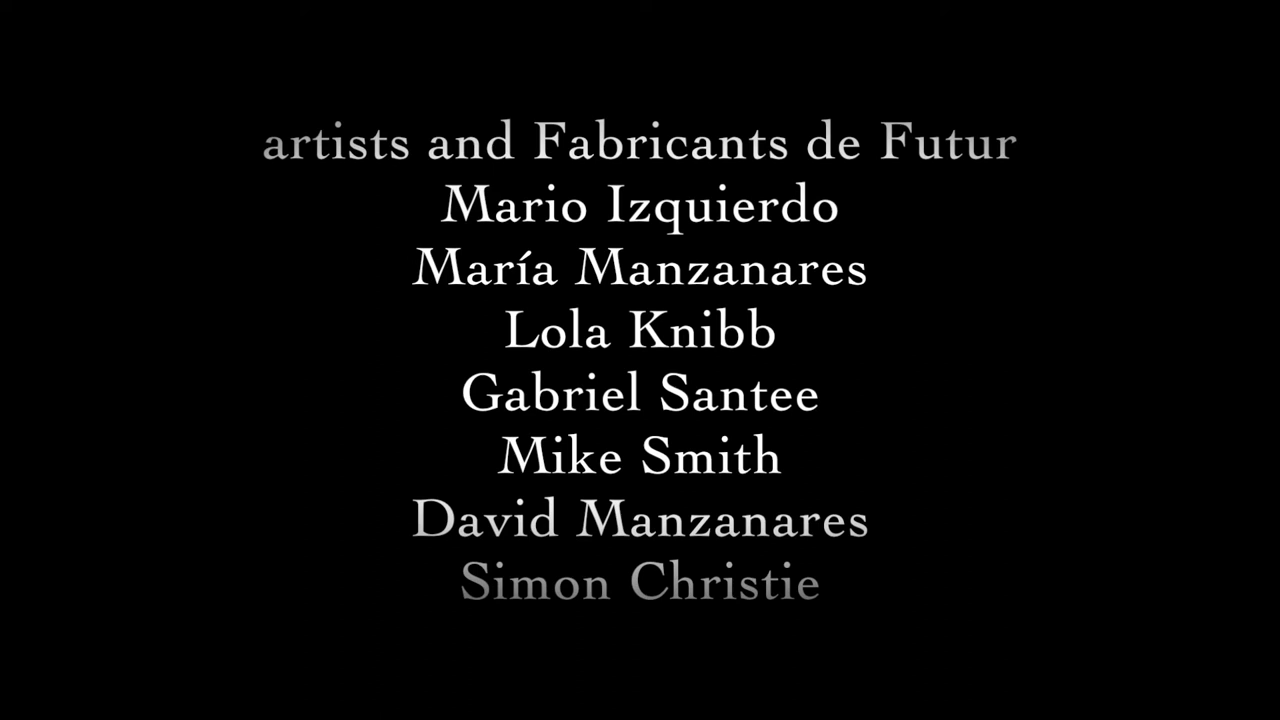 artists and Fabricants de Futur
Mario Izquierdo
María Manzanares
Lola Knibb
Gabriel Santee
Mike Smith
David Manzanares
Simon Christie